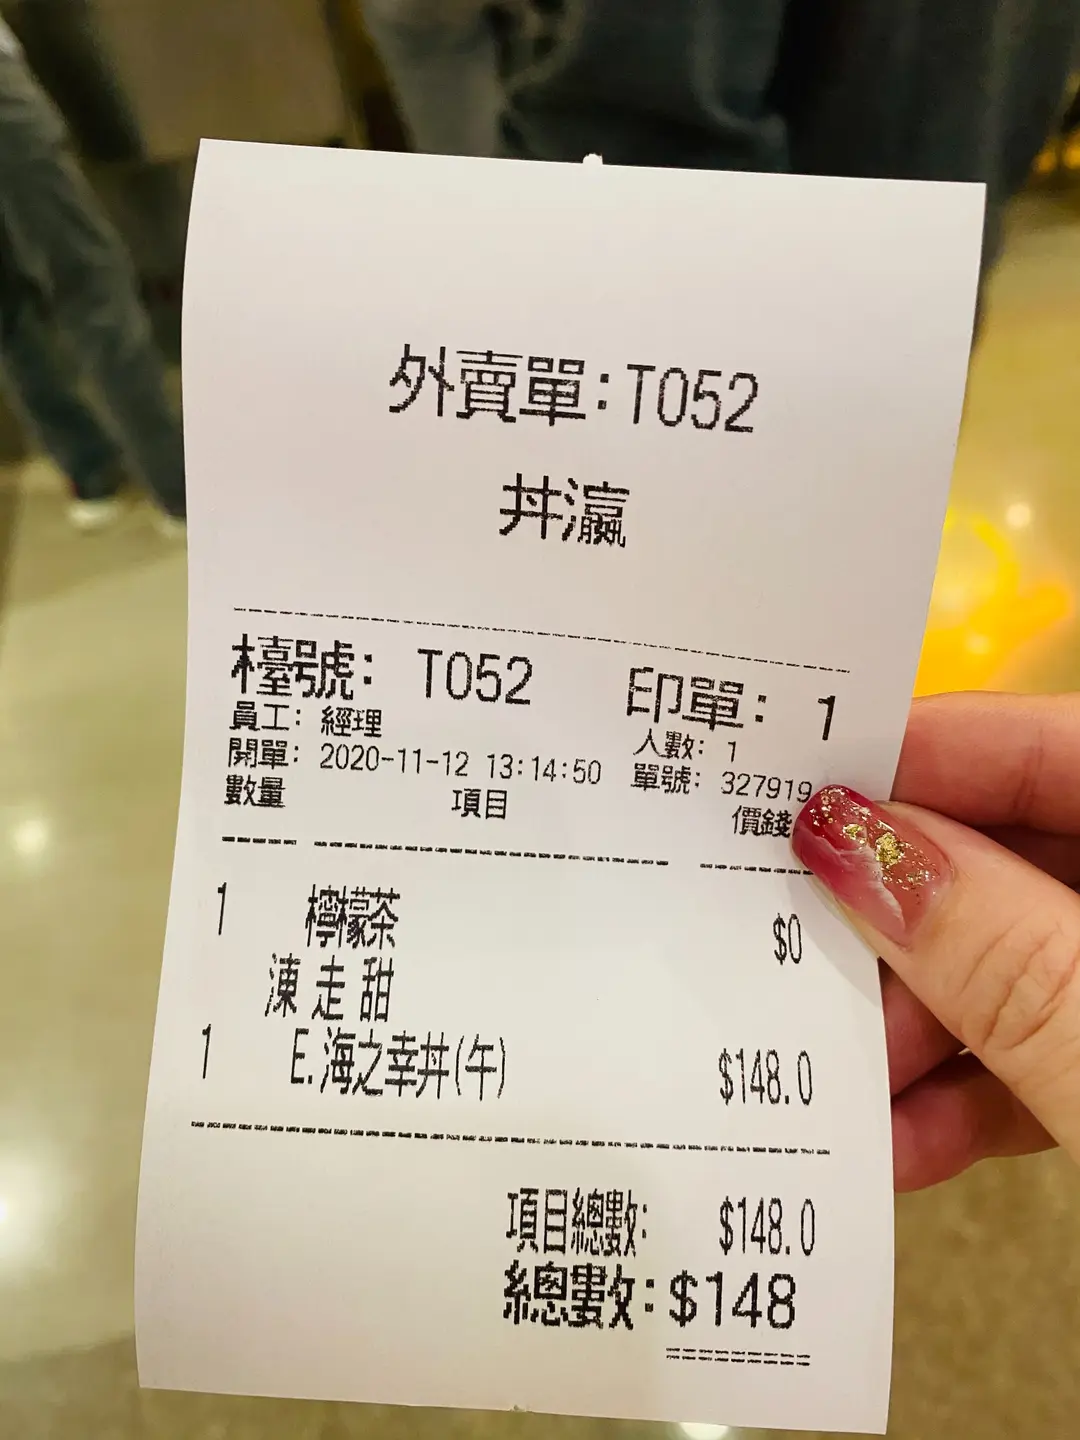 外賣單:T052
丼瀛
檯號: T052 印單: 1
員工: 經理 人數: 1
開單: 2020-11-12 13:14:50 單號: 327919
數量 項目 價錢
1 檸檬茶 $0
凍 走 甜
1 E.海之幸丼(午) $148.0
項目總數: $148.0
總數:$148